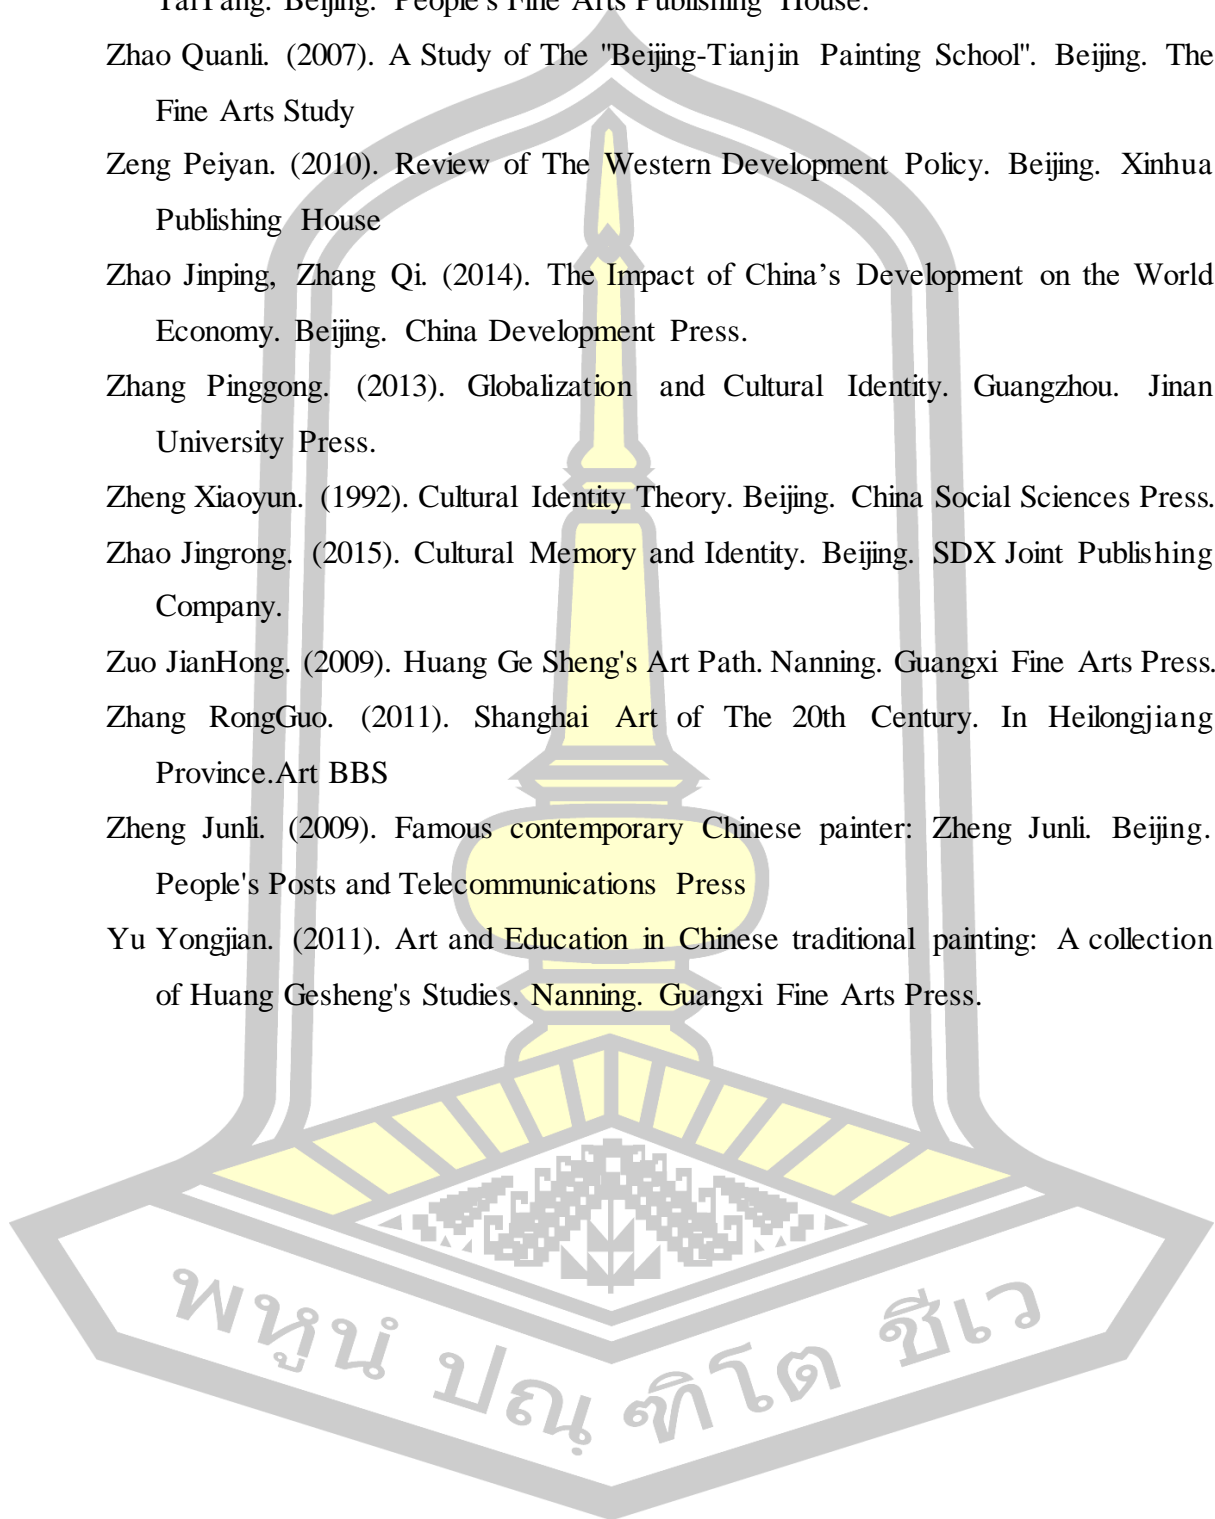 Beijing. People's Fine Arts Publishing House.
Zhao Quanli. (2007). A Study of The "Beijing-Tianjin Painting School". Beijing. The
Fine Arts Study
Zeng Peiyan. (2010). Review of The Western Development Policy. Beijing. Xinhua
Publishing House
Zhao Jinping, Zhang Qi. (2014). The Impact of China’s Development on the World
Economy. Beijing. China Development Press.
Zhang Pinggong. (2013). Globalization and Cultural Identity. Guangzhou. Jinan
University Press.
Zheng Xiaoyun. (1992). Cultural Identity Theory. Beijing. China Social Sciences Press.
Zhao Jingrong. (2015). Cultural Memory and Identity. Beijing. SDX Joint Publishing
Company.
Zuo JianHong. (2009). Huang Ge Sheng's Art Path. Nanning. Guangxi Fine Arts Press.
Zhang RongGuo. (2011). Shanghai Art of The 20th Century. In Heilongjiang
Province.Art BBS
Zheng Junli. (2009). Famous contemporary Chinese painter: Zheng Junli. Beijing.
People's Posts and Telecommunications Press
Yu Yongjian. (2011). Art and Education in Chinese traditional painting: A collection
of Huang Gesheng's Studies. Nanning. Guangxi Fine Arts Press.
พหูนํ ปณฺฑิโต ชีเว